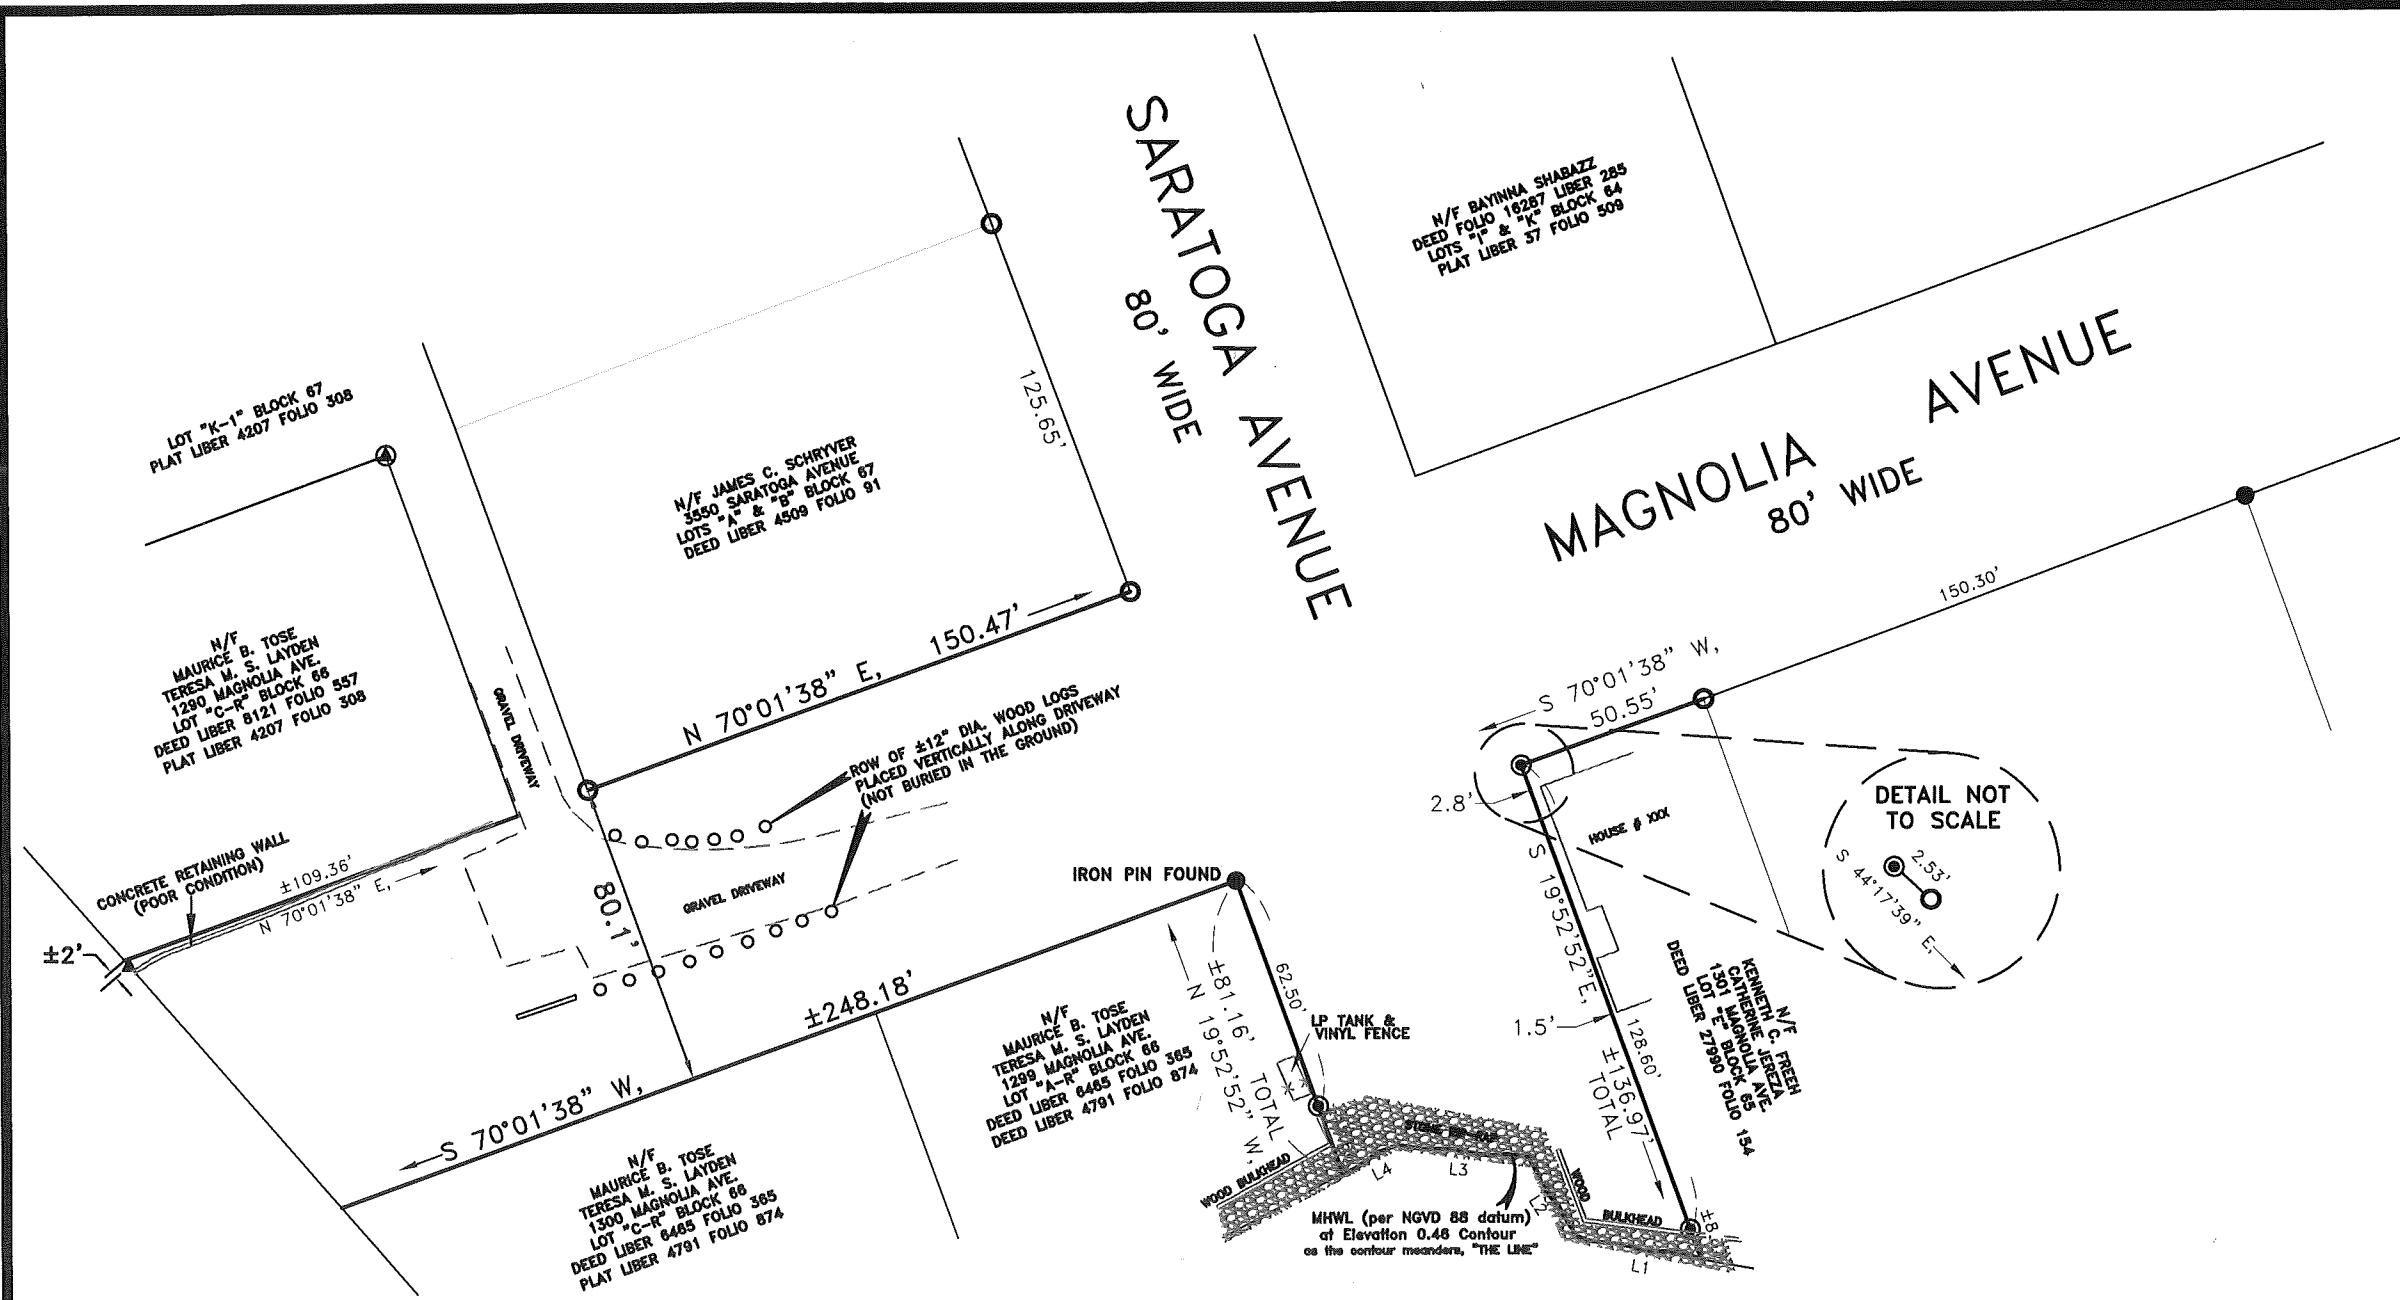 SARATOGA AVENUE
80' WIDE
N/F BAYINNA SHABAZZ
DEED FOLIO 16287 LIBER 285
LOTS "I" & "K" BLOCK 64
PLAT LIBER 37 FOLIO 509
MAGNOLIA AVENUE
80' WIDE
125.65'
LOT "K-1" BLOCK 67
PLAT LIBER 4207 FOLIO 308
N/F JAMES C. SCHRYVER
3550 SARATOGA AVENUE
LOTS "A" & "B" BLOCK 67
DEED LIBER 4509 FOLIO 91
N/F
MAURICE B. TOSE
TERESA M. S. LAYDEN
1290 MAGNOLIA AVE.
LOT "C-R" BLOCK 66
DEED LIBER 8121 FOLIO 557
PLAT LIBER 4207 FOLIO 308
GRAVEL DRIVEWAY
N 70°01'38" E, 150.47'
ROW OF ±12" DIA. WOOD LOGS
PLACED VERTICALLY ALONG DRIVEWAY
(NOT BURIED IN THE GROUND)
150.30'
S 70°01'38" W,
50.55'
2.8'
HOUSE # XXX
DETAIL NOT
TO SCALE
2.53'
S 44°17'39" E,
CONCRETE RETAINING WALL
(POOR CONDITION)
±109.36'
N 70°01'38" E,
±2'
80.1'
GRAVEL DRIVEWAY
IRON PIN FOUND
±248.18'
S 70°01'38" W,
62.50'
±81.16' TOTAL
N 19°52'52" W,
LP TANK &
VINYL FENCE
S 19°52'52"E,
1.5'
128.60'
±136.97'
TOTAL
N/F
KENNETH C. FREEH
CATHERINE JEREZA
1301 MAGNOLIA AVE.
LOT "E" BLOCK 65
DEED LIBER 27990 FOLIO 154
N/F
MAURICE B. TOSE
TERESA M. S. LAYDEN
1299 MAGNOLIA AVE.
LOT "A-R" BLOCK 66
DEED LIBER 6465 FOLIO 365
DEED LIBER 4791 FOLIO 874
N/F
MAURICE B. TOSE
TERESA M. S. LAYDEN
1300 MAGNOLIA AVE.
LOT "C-R" BLOCK 66
DEED LIBER 6465 FOLIO 365
PLAT LIBER 4791 FOLIO 874
STONE RIP-RAP
WOOD BULKHEAD
L4
L3
L2
WOOD
BULKHEAD
±8.
L1
MHWL (per NGVD 88 datum)
at Elevation 0.46 Contour
as the contour meanders, "THE LINE"